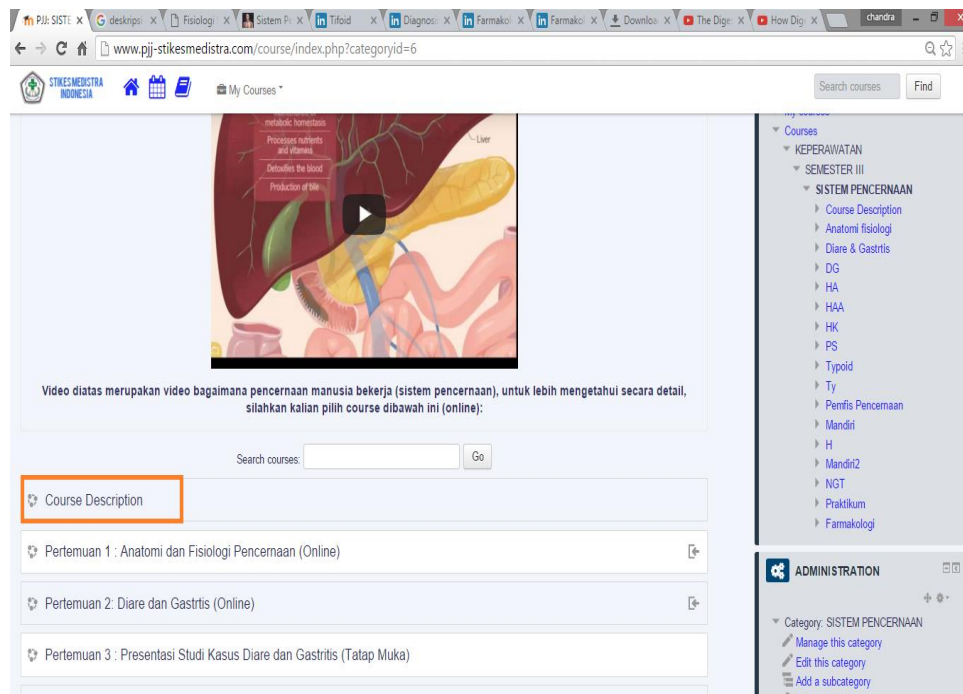 PJJ: SISTE
deskripsi
Fisiologi
Sistem Pe
Tifoid
Diagnosi
Farmakol
Farmakol
Downloa
The Dige
How Dig
chandra
www.pjj-stikesmedistra.com/course/index.php?categoryid=6
STIKES MEDISTRA
INDONESIA
My Courses
Search courses
Find
metabolic homestasis
Processes nutrients
and vitamins
Detoxifies the blood
Production of bile
Liver
Video diatas merupakan video bagaimana pencernaan manusia bekerja (sistem pencernaan), untuk lebih mengetahui secara detail,
silahkan kalian pilih course dibawah ini (online):
Search courses:
Go
Course Description
Pertemuan 1 : Anatomi dan Fisiologi Pencernaan (Online)
Pertemuan 2: Diare dan Gastrtis (Online)
Pertemuan 3 : Presentasi Studi Kasus Diare dan Gastritis (Tatap Muka)
My courses
Courses
KEPERAWATAN
SEMESTER III
SISTEM PENCERNAAN
Course Description
Anatomi fisiologi
Diare & Gastrtis
DG
HA
HAA
HK
PS
Typoid
Ty
Pemfis Pencernaan
Mandiri
H
Mandiri2
NGT
Praktikum
Farmakologi
ADMINISTRATION
Category: SISTEM PENCERNAAN
Manage this category
Edit this category
Add a subcategory